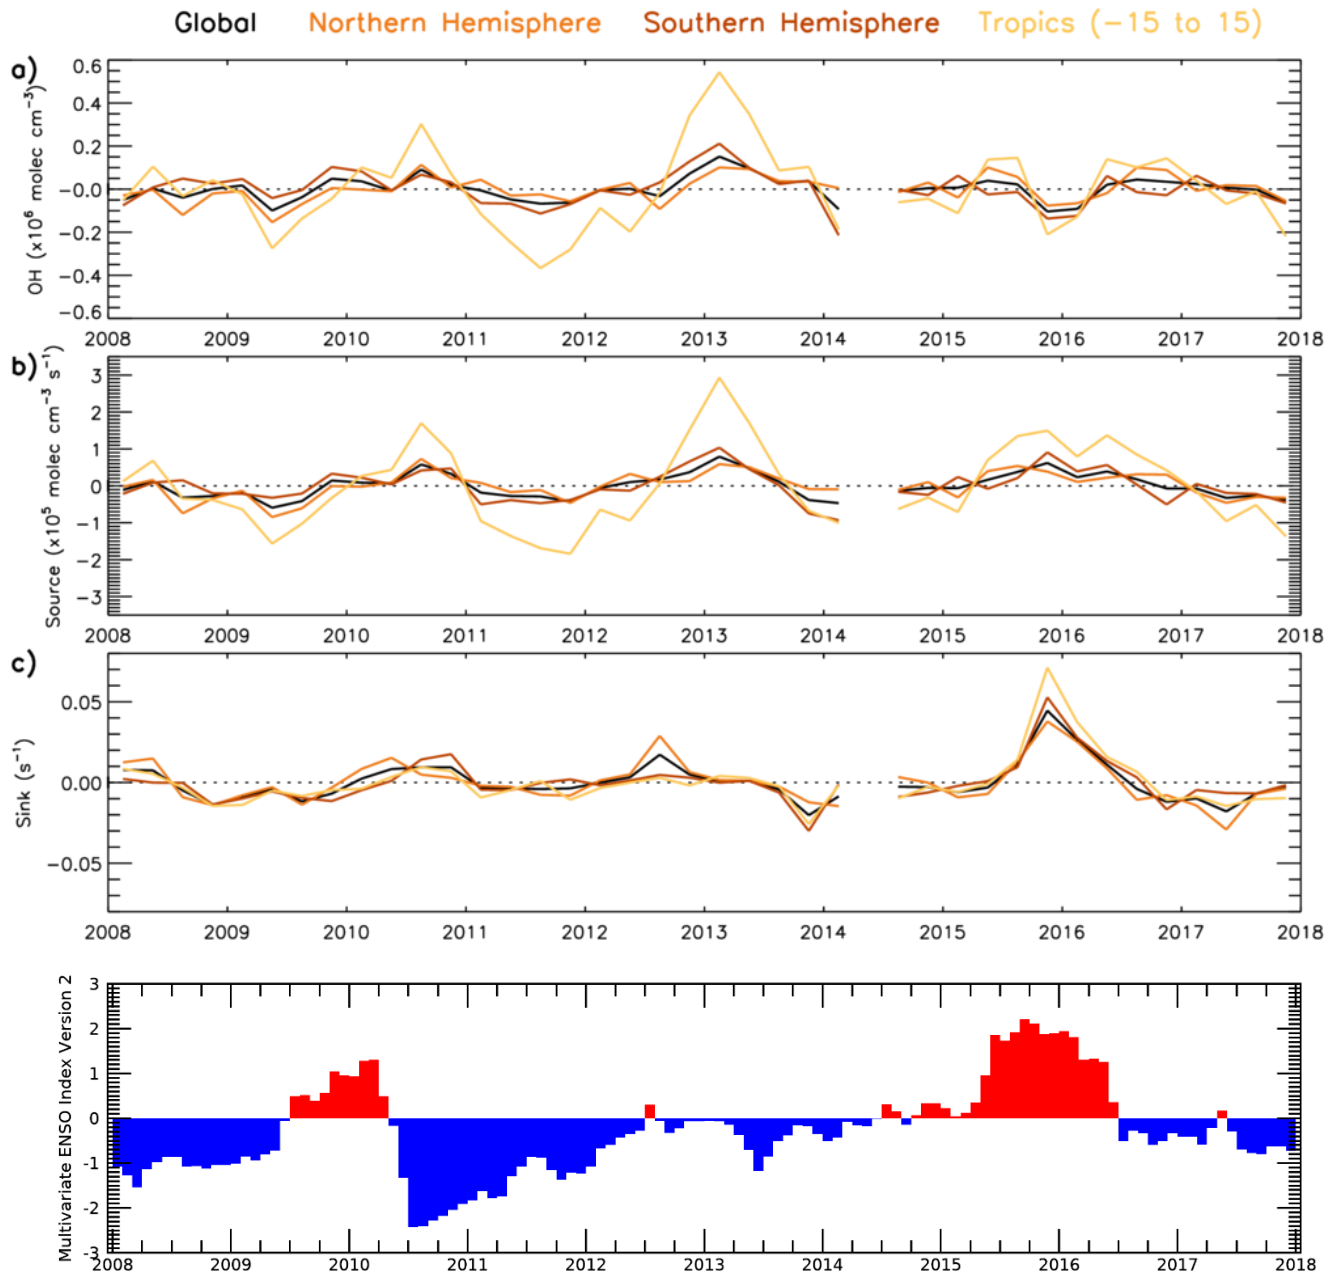 Global Northern Hemisphere Southern Hemisphere Tropics (−15 to 15)
a)
OH (x10⁶ molec cm⁻³)
0.6
0.4
0.2
−0.0
−0.2
−0.4
−0.6
2008 2009 2010 2011 2012 2013 2014 2015 2016 2017 2018
b)
Source (x10⁵ molec cm⁻³ s⁻¹)
3
2
1
0
−1
−2
−3
2008 2009 2010 2011 2012 2013 2014 2015 2016 2017 2018
c)
Sink (s⁻¹)
0.05
0.00
−0.05
2008 2009 2010 2011 2012 2013 2014 2015 2016 2017 2018
Multivariate ENSO Index Version 2
3
2
1
0
-1
-2
-3
2008 2009 2010 2011 2012 2013 2014 2015 2016 2017 2018